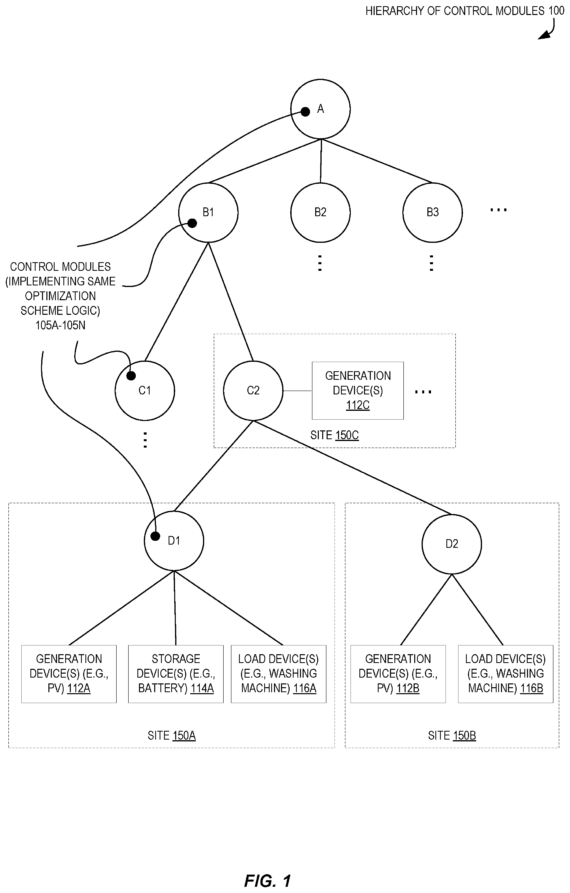 HIERARCHY OF CONTROL MODULES 100
A
B1
B2
B3
...
CONTROL MODULES
(IMPLEMENTING SAME
OPTIMIZATION
SCHEME LOGIC)
105A-105N
C1
C2
GENERATION
DEVICE(S)
112C
...
SITE 150C
D1
D2
GENERATION
DEVICE(S) (E.G.,
PV) 112A
STORAGE
DEVICE(S) (E.G.,
BATTERY) 114A
LOAD DEVICE(S)
(E.G., WASHING
MACHINE) 116A
GENERATION
DEVICE(S) (E.G.,
PV) 112B
LOAD DEVICE(S)
(E.G., WASHING
MACHINE) 116B
SITE 150A
SITE 150B
FIG. 1